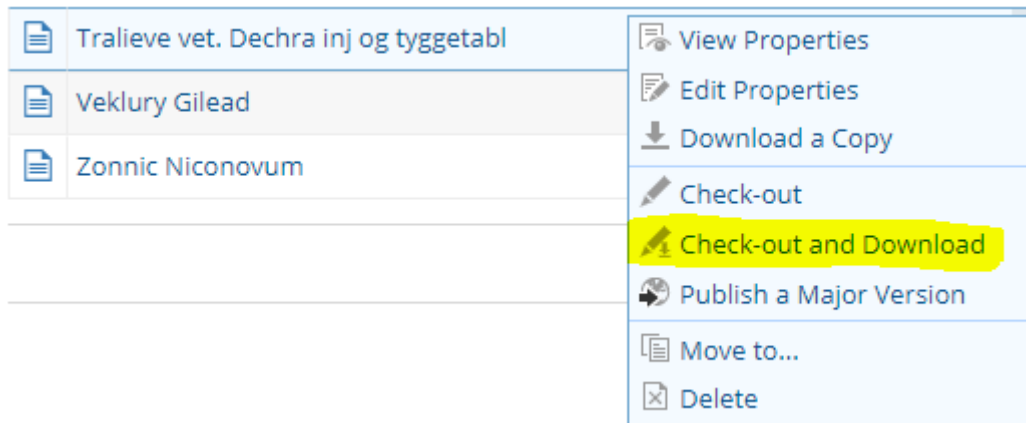 Tralieve vet. Dechra inj og tyggetabl
Veklury Gilead
Zonnic Niconovum
View Properties
Edit Properties
Download a Copy
Check-out
Check-out and Download
Publish a Major Version
Move to...
Delete